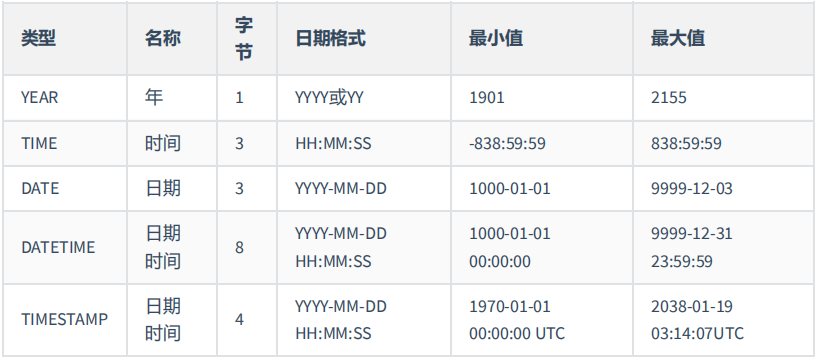 类型 名称 字节 日期格式 最小值 最大值
YEAR 年 1 YYYY或YY 1901 2155
TIME 时间 3 HH:MM:SS -838:59:59 838:59:59
DATE 日期 3 YYYY-MM-DD 1000-01-01 9999-12-03
DATETIME 日期时间 8 YYYY-MM-DD HH:MM:SS 1000-01-01 00:00:00 9999-12-31 23:59:59
TIMESTAMP 日期时间 4 YYYY-MM-DD HH:MM:SS 1970-01-01 00:00:00 UTC 2038-01-19 03:14:07UTC